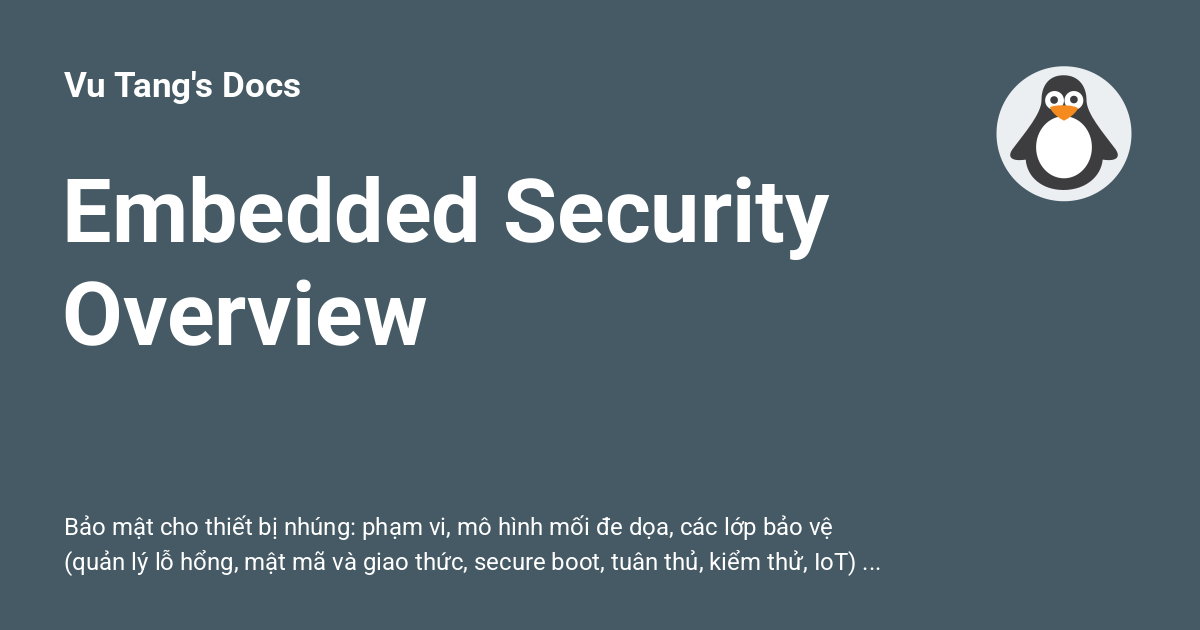 Vu Tang's Docs
Embedded Security
Overview
Bảo mật cho thiết bị nhúng: phạm vi, mô hình mối đe dọa, các lớp bảo vệ
(quản lý lỗ hổng, mật mã và giao thức, secure boot, tuân thủ, kiểm thử, IoT) ...